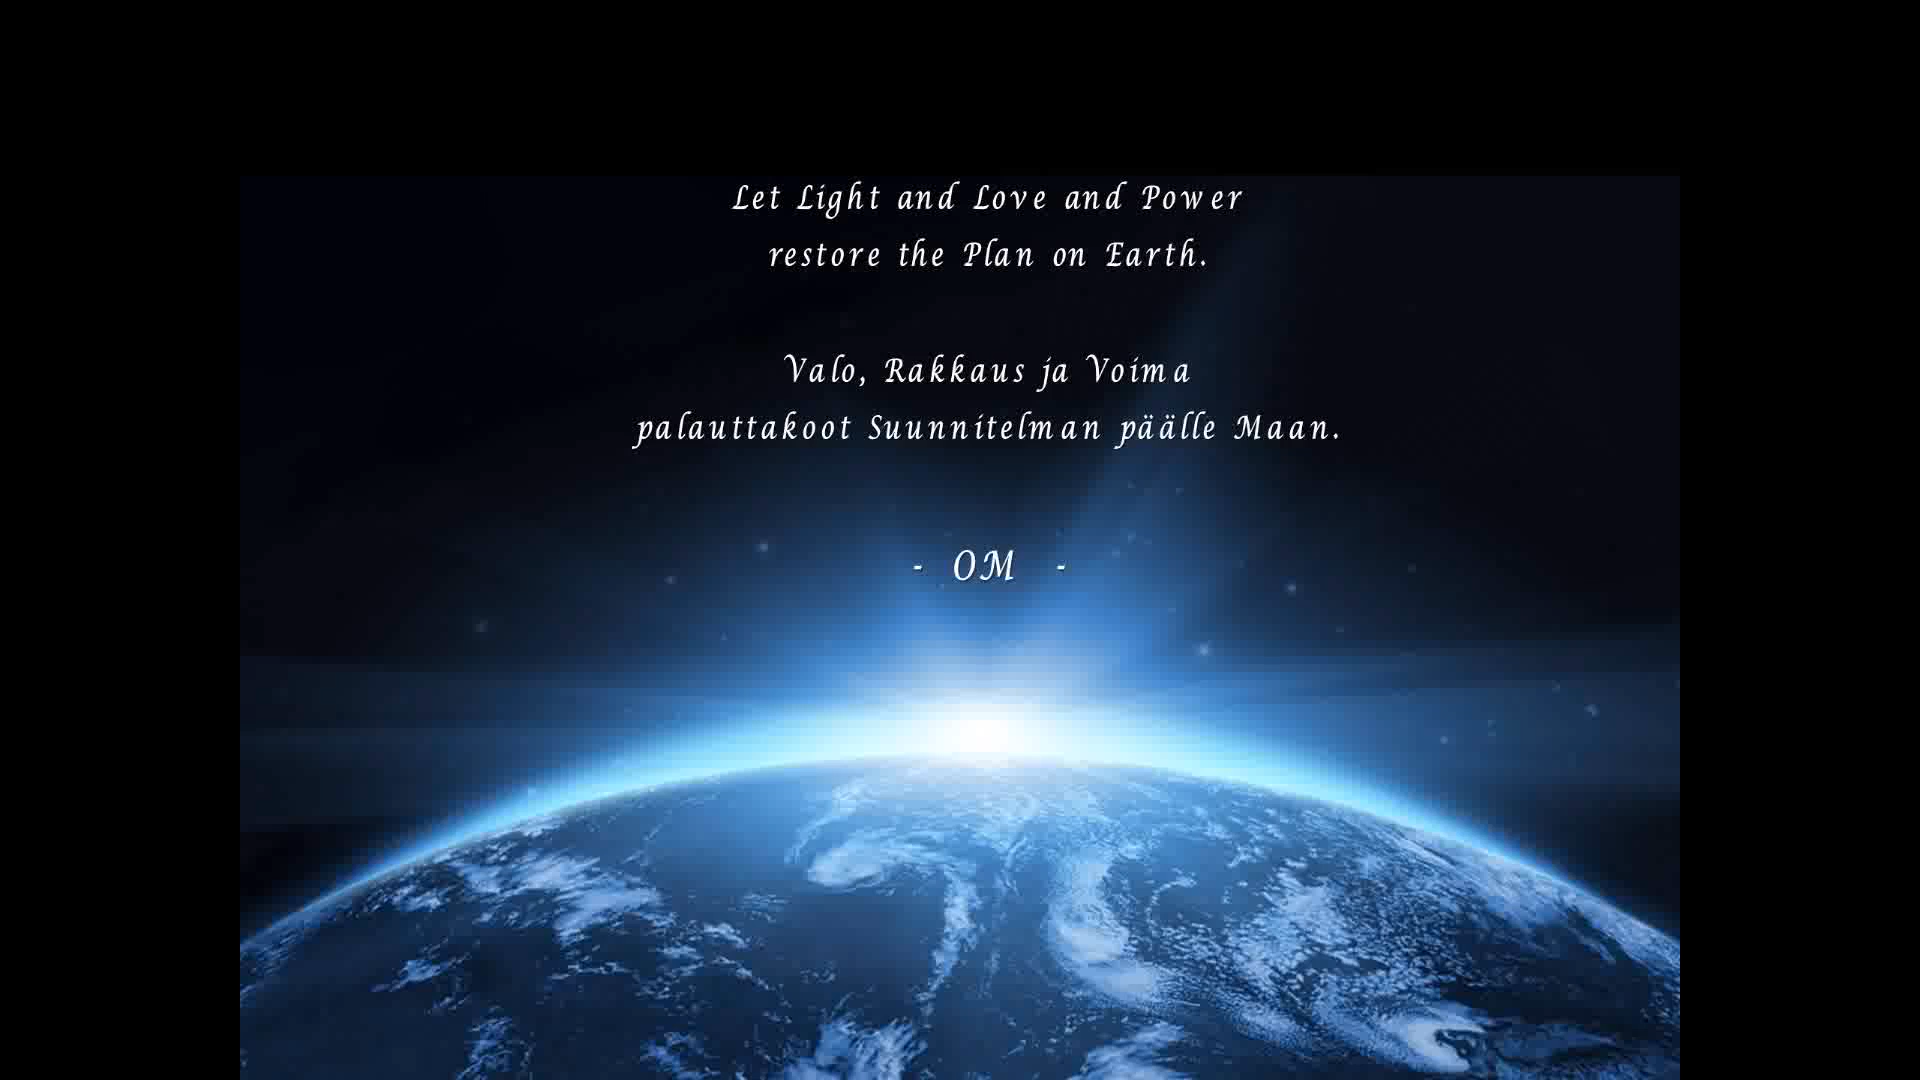 Let Light and Love and Power
restore the Plan on Earth.
Valo, Rakkaus ja Voima
palauttakoot Suunnitelman päälle Maan.
- OM -